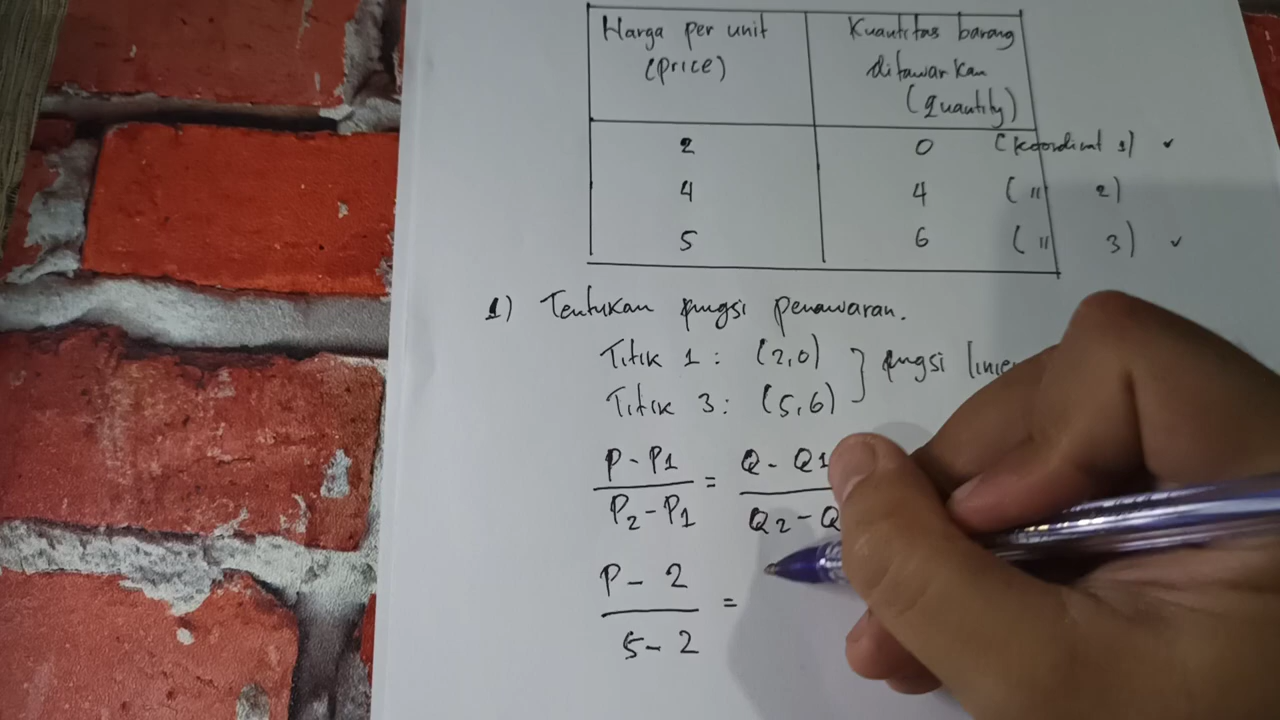 Harga per unit
(price)
Kuantitas barang
ditawarkan
(quantity)
2 0 (koordinat 1) ✓
4 4 ( " 2)
5 6 ( " 3) ✓
1) Tentukan fungsi penawaran.
Titik 1 : (2,0)
Titik 3 : (5,6) } fungsi linie
P - P1 = Q - Q1
P2 - P1 Q2 - Q
P - 2 =
5 - 2